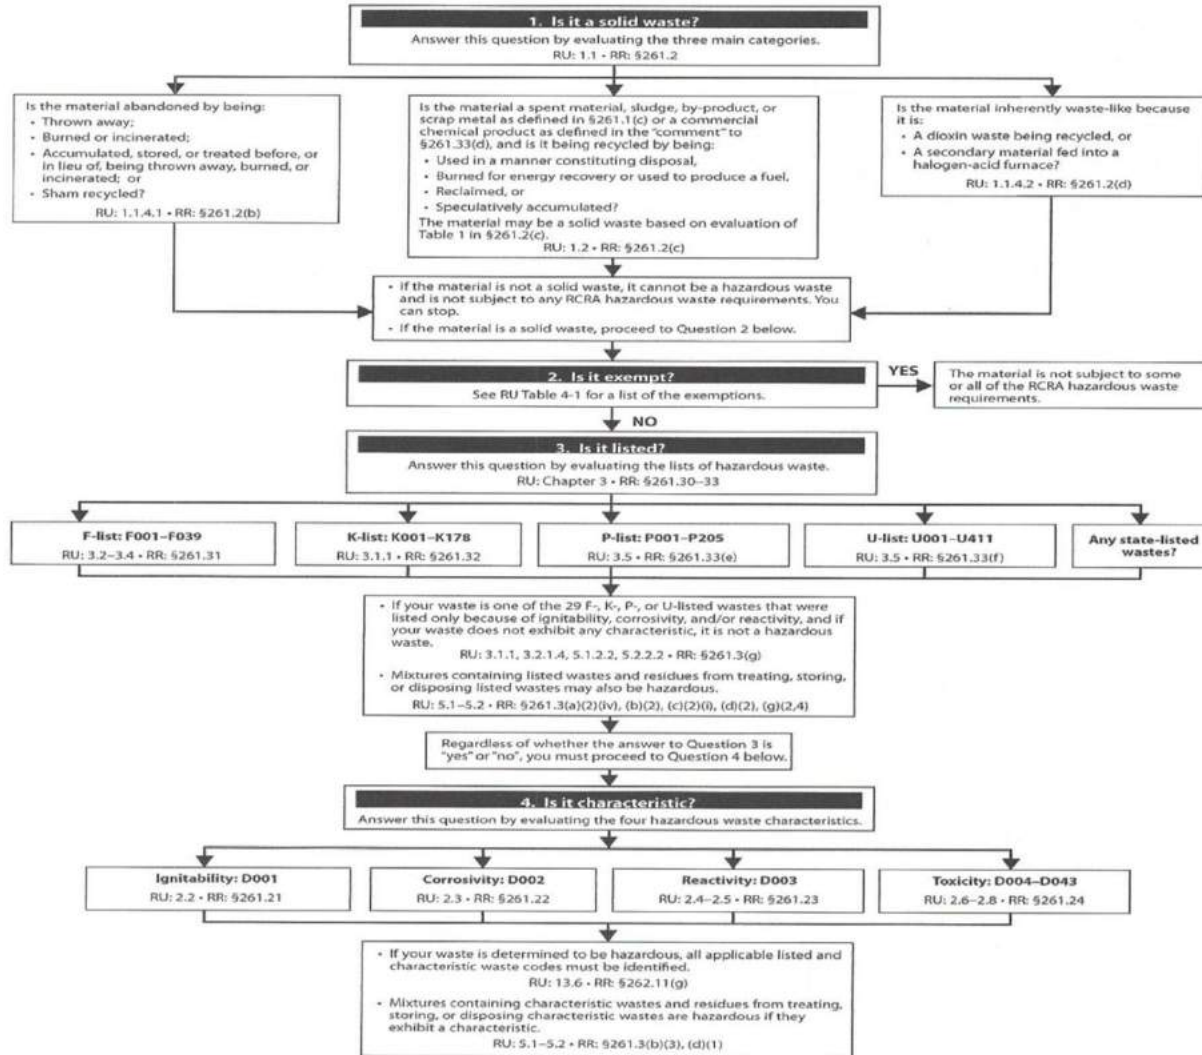 1. Is it a solid waste?
Answer this question by evaluating the three main categories.
RU: 1.1 • RR: §261.2
Is the material abandoned by being:
• Thrown away;
• Burned or incinerated;
• Accumulated, stored, or treated before, or
in lieu of, being thrown away, burned, or
incinerated; or
• Sham recycled?
RU: 1.1.4.1 • RR: §261.2(b)
Is the material a spent material, sludge, by-product, or
scrap metal as defined in §261.1(c) or a commercial
chemical product as defined in the "comment" to
§261.33(d), and is it being recycled by being:
• Used in a manner constituting disposal,
• Burned for energy recovery or used to produce a fuel,
• Reclaimed, or
• Speculatively accumulated?
The material may be a solid waste based on evaluation of
Table 1 in §261.2(c).
RU: 1.2 • RR: §261.2(c)
Is the material inherently waste-like because
it is:
• A dioxin waste being recycled, or
• A secondary material fed into a
halogen-acid furnace?
RU: 1.1.4.2 • RR: §261.2(d)
• If the material is not a solid waste, it cannot be a hazardous waste
and is not subject to any RCRA hazardous waste requirements. You
can stop.
• If the material is a solid waste, proceed to Question 2 below.
2. Is it exempt?
See RU Table 4-1 for a list of the exemptions.
YES
The material is not subject to some
or all of the RCRA hazardous waste
requirements.
NO
3. Is it listed?
Answer this question by evaluating the lists of hazardous waste.
RU: Chapter 3 • RR: §261.30–33
F-list: F001–F039
RU: 3.2–3.4 • RR: §261.31
K-list: K001–K178
RU: 3.1.1 • RR: §261.32
P-list: P001–P205
RU: 3.5 • RR: §261.33(e)
U-list: U001–U411
RU: 3.5 • RR: §261.33(f)
Any state-listed
wastes?
• If your waste is one of the 29 F-, K-, P-, or U-listed wastes that were
listed only because of ignitability, corrosivity, and/or reactivity, and if
your waste does not exhibit any characteristic, it is not a hazardous
waste.
RU: 3.1.1, 3.2.1.4, 5.1.2.2, 5.2.2.2 • RR: §261.3(g)
• Mixtures containing listed wastes and residues from treating, storing,
or disposing listed wastes may also be hazardous.
RU: 5.1–5.2 • RR: §261.3(a)(2)(iv), (b)(2), (c)(2)(i), (d)(2), (g)(2,4)
Regardless of whether the answer to Question 3 is
"yes" or "no", you must proceed to Question 4 below.
4. Is it characteristic?
Answer this question by evaluating the four hazardous waste characteristics.
Ignitability: D001
RU: 2.2 • RR: §261.21
Corrosivity: D002
RU: 2.3 • RR: §261.22
Reactivity: D003
RU: 2.4–2.5 • RR: §261.23
Toxicity: D004–D043
RU: 2.6–2.8 • RR: §261.24
• If your waste is determined to be hazardous, all applicable listed and
characteristic waste codes must be identified.
RU: 13.6 • RR: §262.11(g)
• Mixtures containing characteristic wastes and residues from treating,
storing, or disposing characteristic wastes are hazardous if they
exhibit a characteristic.
RU: 5.1–5.2 • RR: §261.3(b)(3), (d)(1)